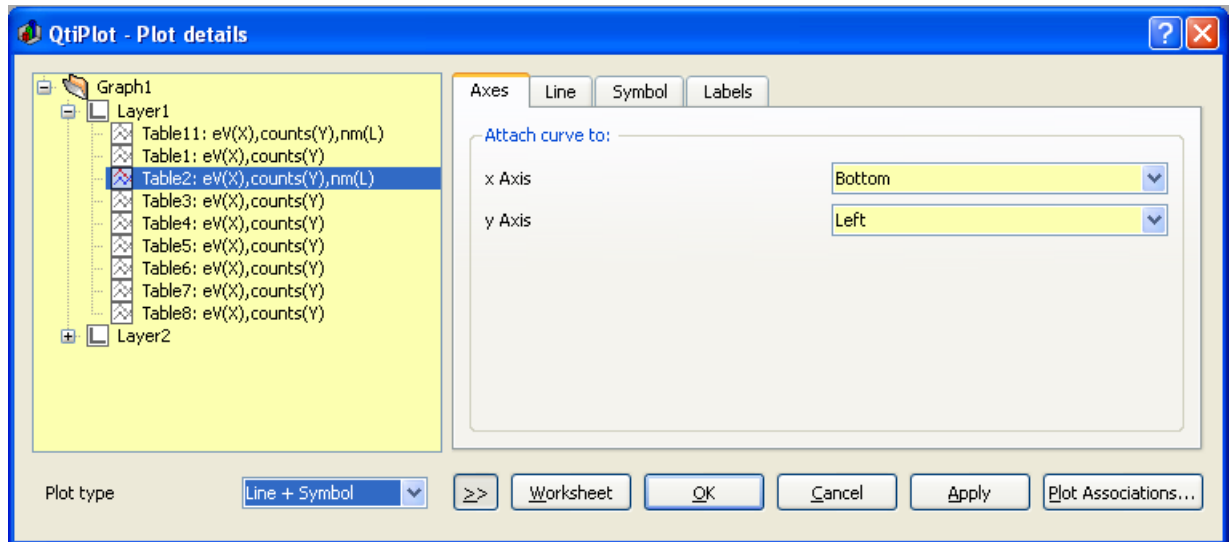 QtiPlot - Plot details
Graph1
Layer1
Table11: eV(X),counts(Y),nm(L)
Table1: eV(X),counts(Y)
Table2: eV(X),counts(Y),nm(L)
Table3: eV(X),counts(Y)
Table4: eV(X),counts(Y)
Table5: eV(X),counts(Y)
Table6: eV(X),counts(Y)
Table7: eV(X),counts(Y)
Table8: eV(X),counts(Y)
Layer2
Axes Line Symbol Labels
Attach curve to:
x Axis Bottom
y Axis Left
Plot type Line + Symbol >> Worksheet OK Cancel Apply Plot Associations...